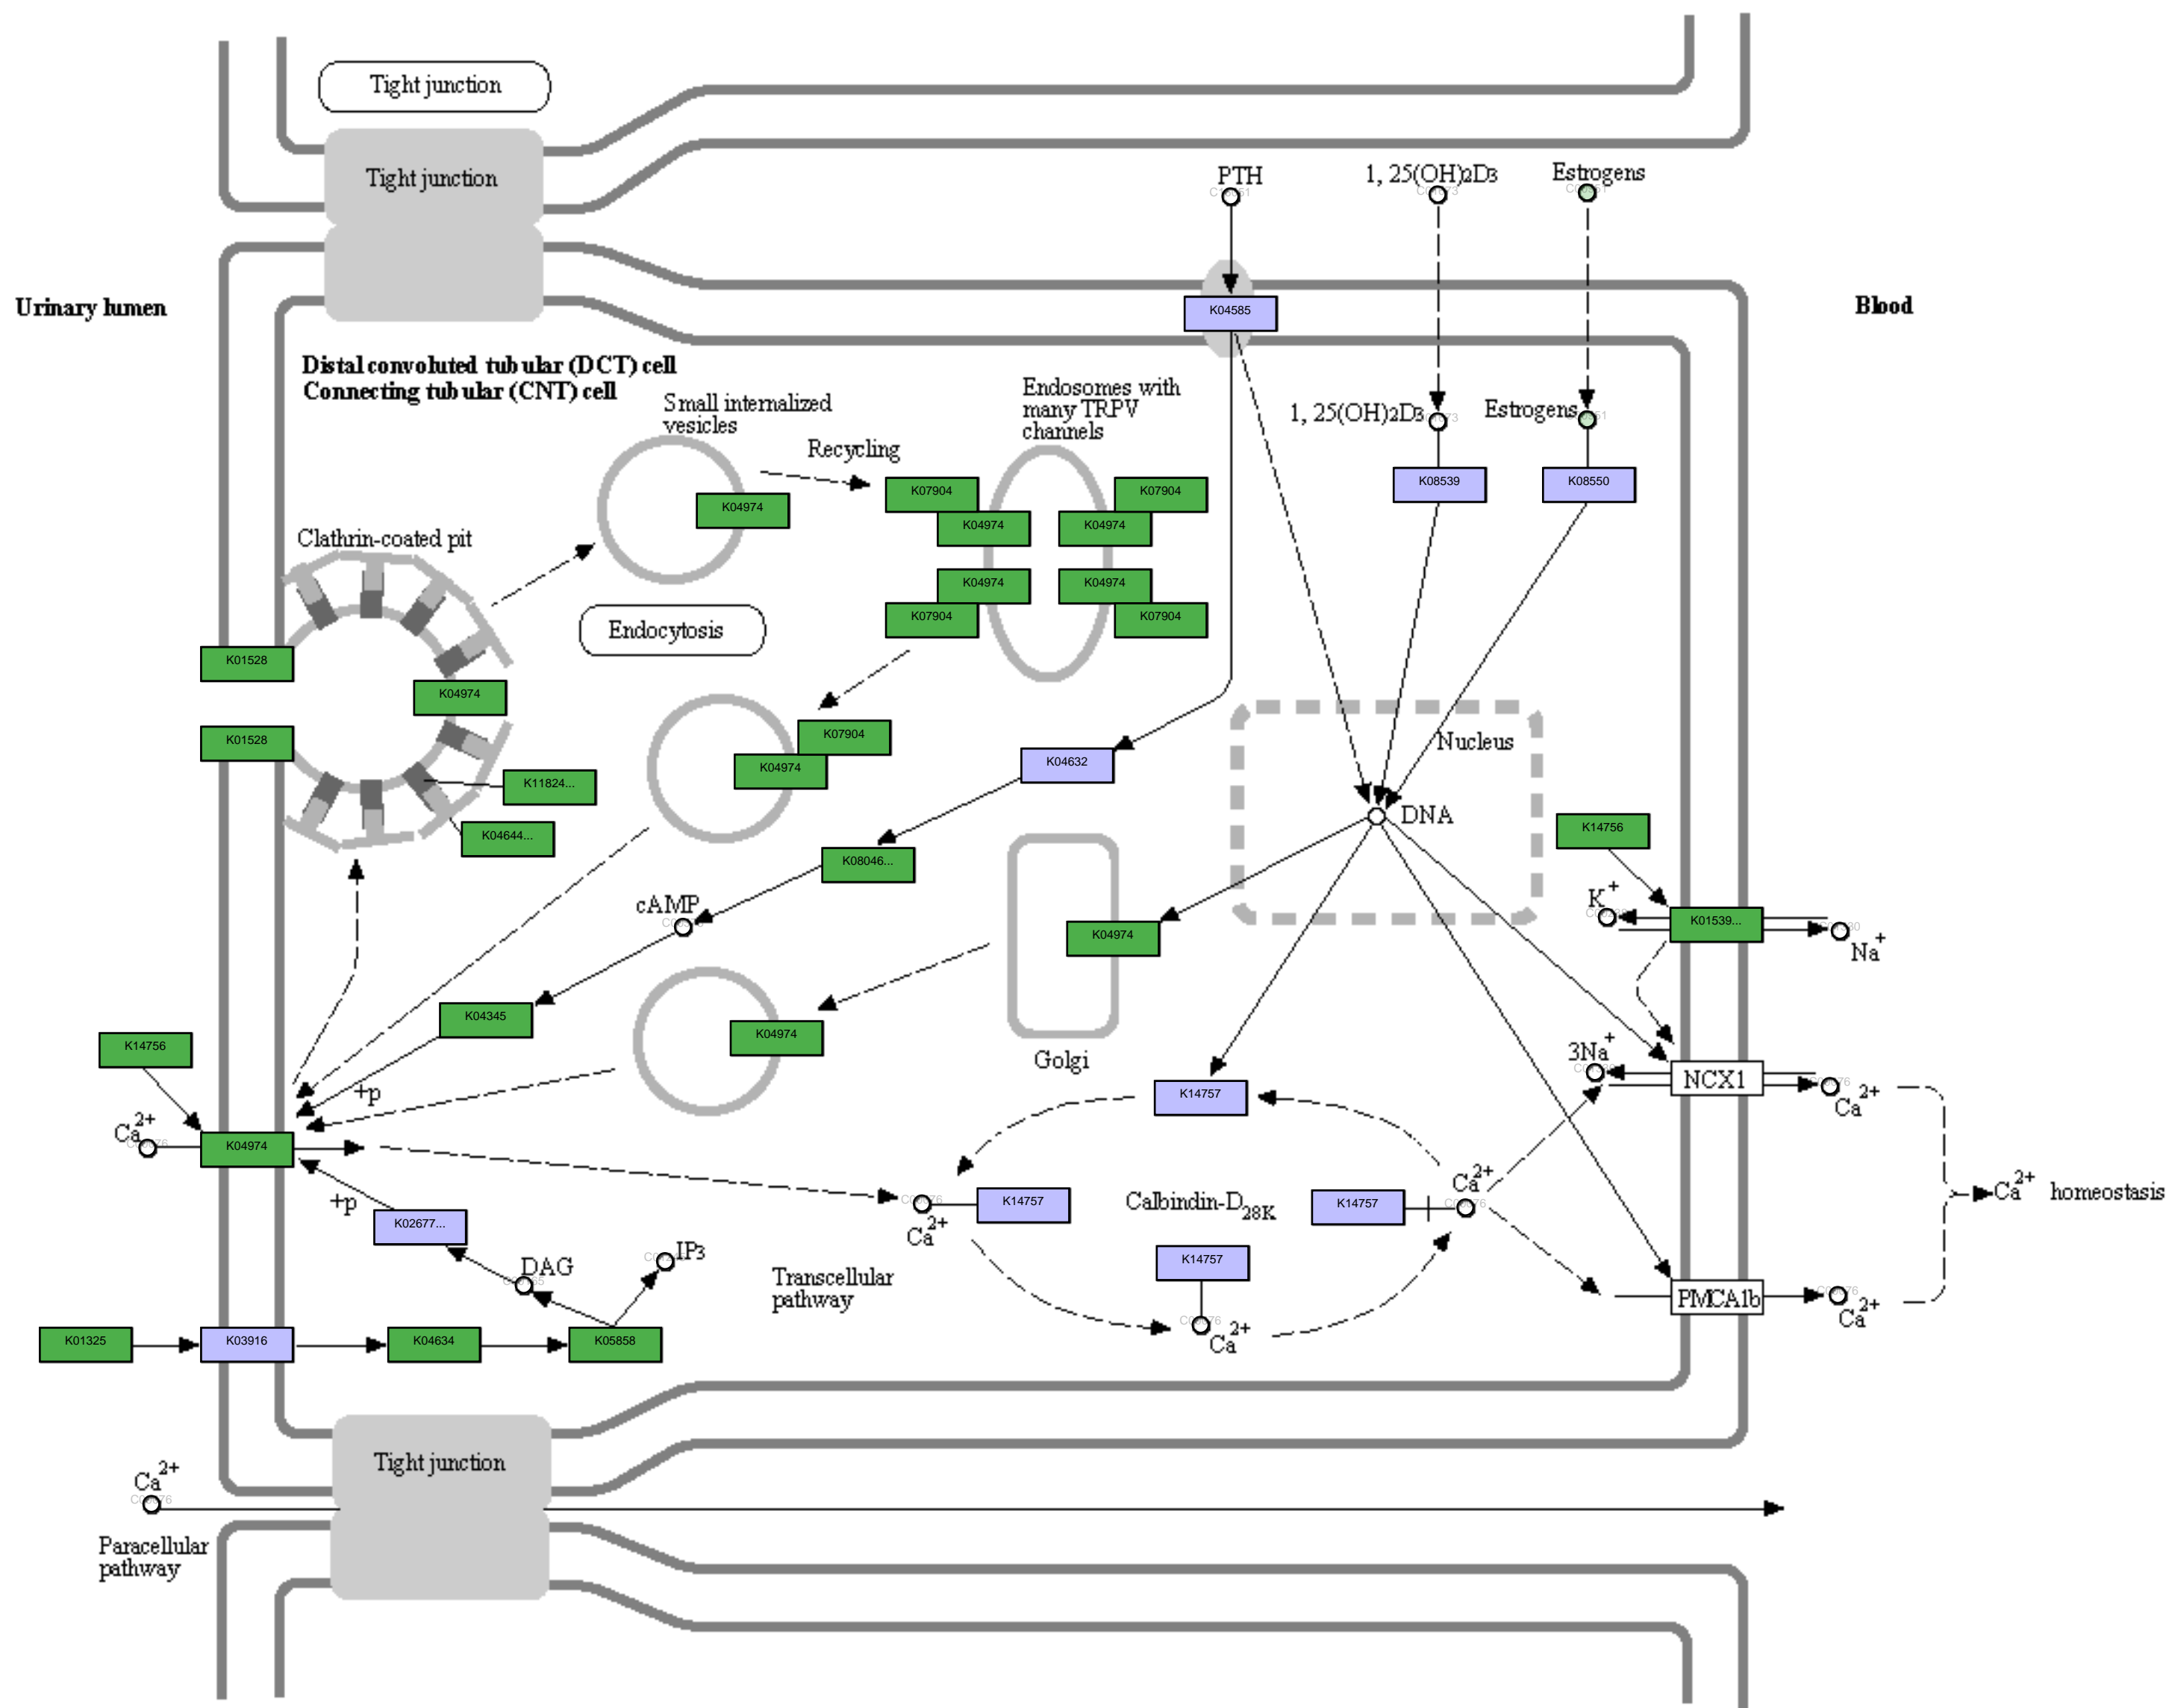 Tight junction
Tight junction
PTH
1, 25(OH)2D3
Estrogens
Urinary lumen
Blood
K04585
Distal convoluted tubular (DCT) cell
Connecting tubular (CNT) cell
Small internalized
vesicles
Endosomes with
many TRPV
channels
1, 25(OH)2D3
Estrogens
Recycling
K07904
K07904
K08539
K08550
K04974
K04974
K04974
Clathrin-coated pit
K04974
K04974
K07904
K07904
Endocytosis
K01528
K04974
K01528
K07904
K04974
K04632
Nucleus
K11824...
K04644...
DNA
K14756
K08046...
cAMP
K+
K01539...
Na+
K04974
K04345
K04974
K14756
Golgi
3Na+
NCX1
Ca2+
+p
K14757
Ca2+
K04974
+p
K02677...
Ca2+
K14757
Calbindin-D28K
K14757
Ca2+
Ca2+ homeostasis
DAG
IP3
Transcellular
pathway
K14757
PMCA1b
Ca2+
K01325
K03916
K04634
K05858
Ca2+
Tight junction
Ca2+
Paracellular
pathway